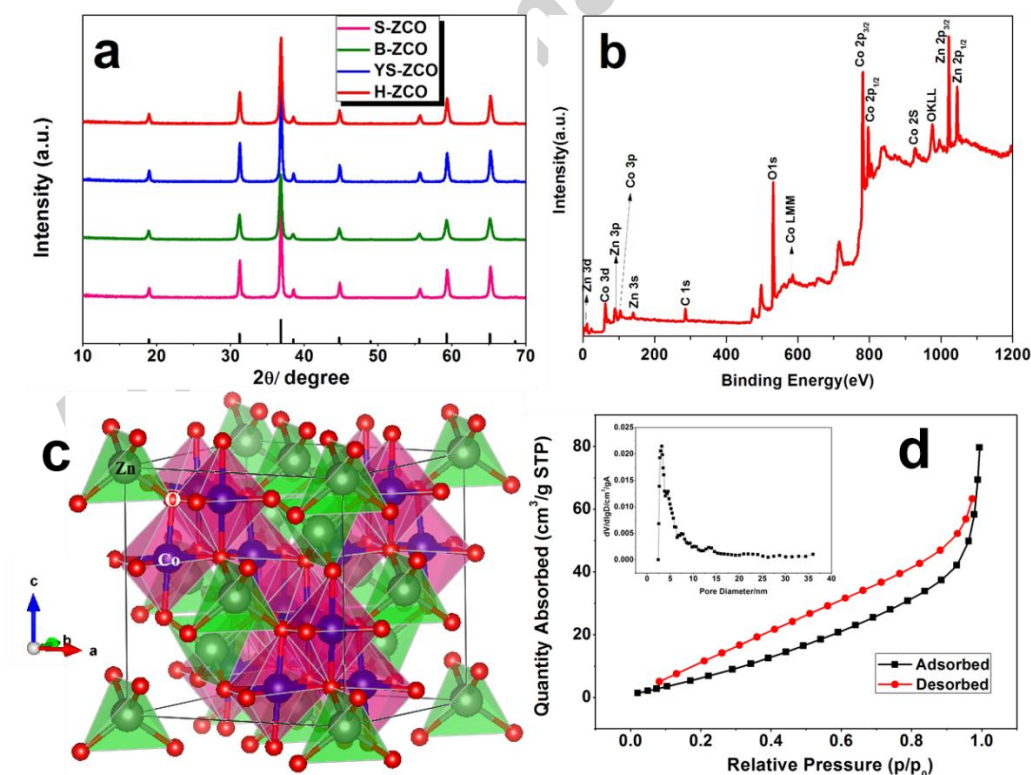 a
S-ZCO
B-ZCO
YS-ZCO
H-ZCO
Intensity (a.u.)
10 20 30 40 50 60 70
2θ/ degree
b
Intensity(a.u.)
Zn 3d
Co 3d
Zn 3p
Co 3p
Zn 3s
C 1s
O1s
Co LMM
Co 2p3/2
Co 2p1/2
Co 2S
OKLL
Zn 2p3/2
Zn 2p1/2
0 200 400 600 800 1000 1200
Binding Energy(eV)
c
Zn
O
Co
c
b
a
d
Quantity Absorbed (cm³/g STP)
80
60
40
20
0
0.025
0.020
0.015
0.010
0.005
0.000
dV/dlgD/cm³/gA
0 5 10 15 20 25 30 35 40
Pore Diameter/nm
Adsorbed
Desorbed
0.0 0.2 0.4 0.6 0.8 1.0
Relative Pressure (p/p0)